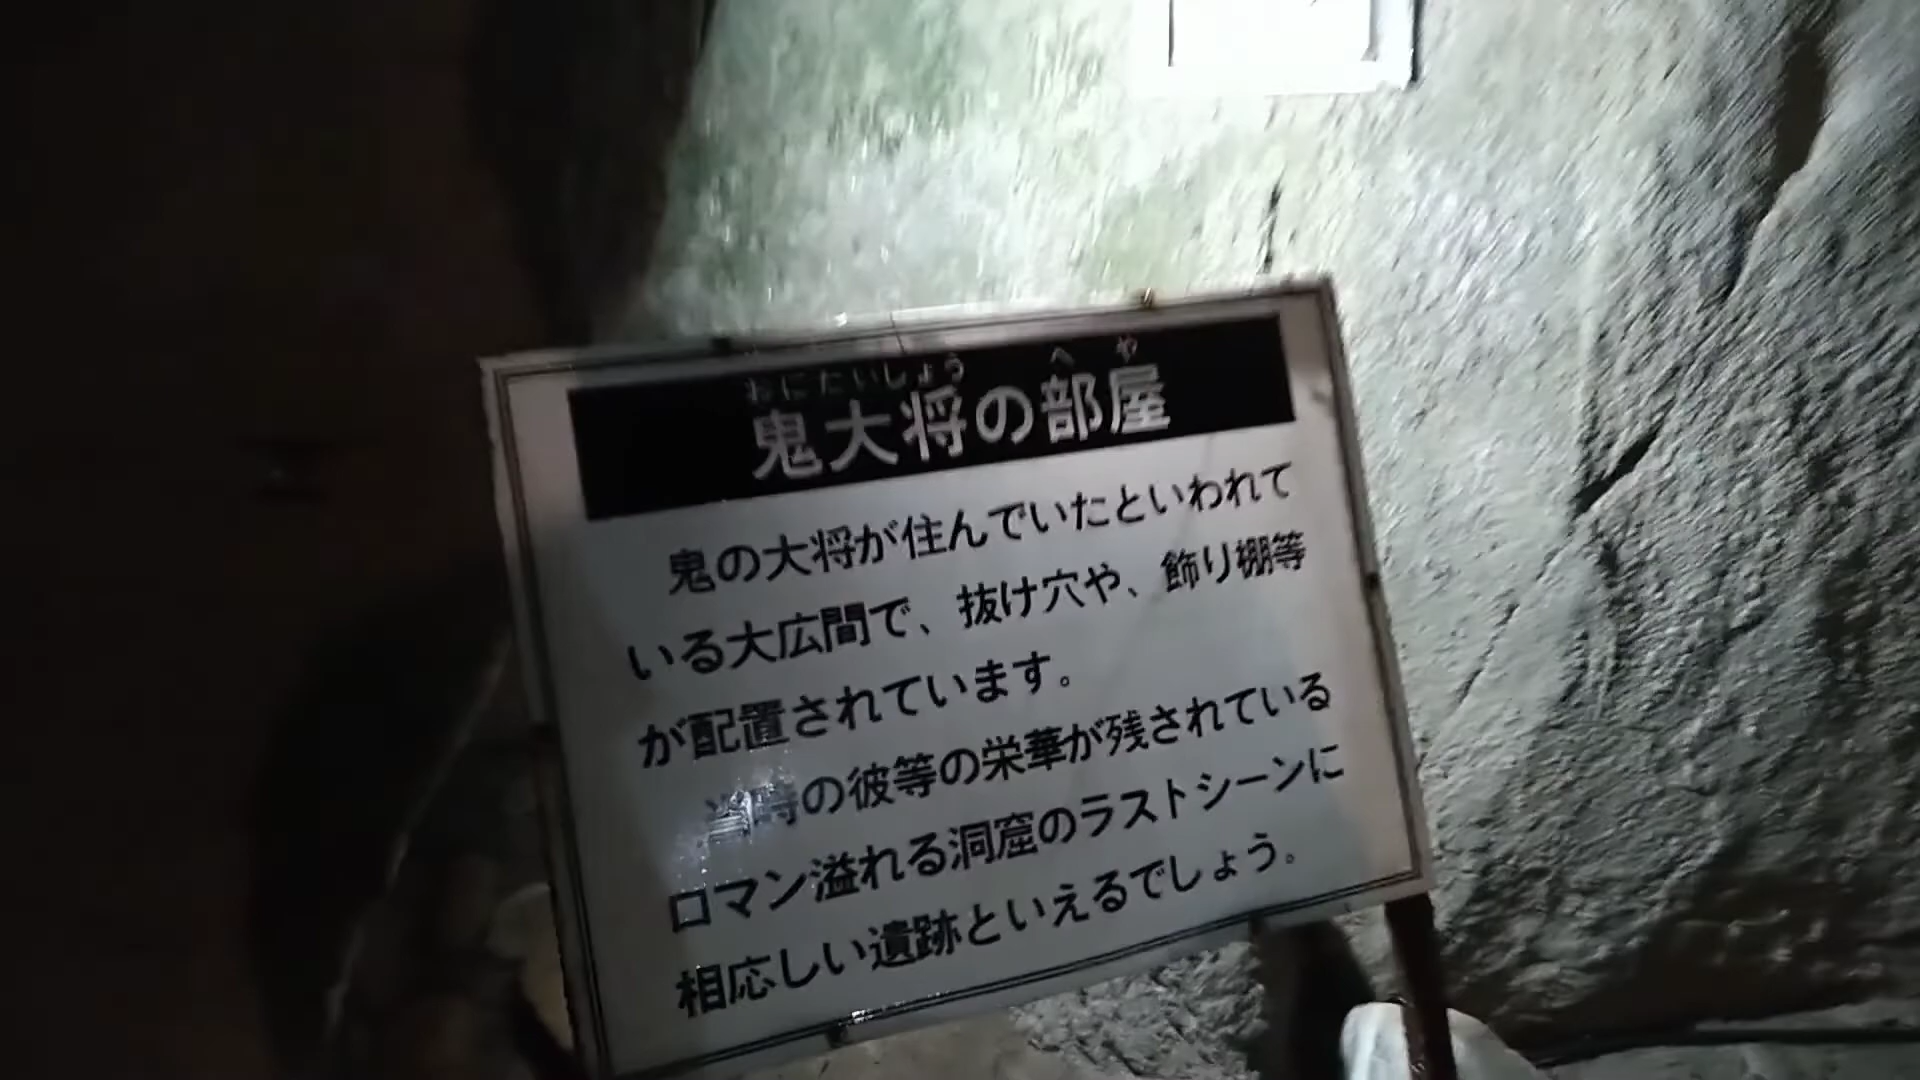 おにたいしょう へや
鬼大将の部屋
鬼の大将が住んでいたといわれて
いる大広間で、抜け穴や、飾り棚等
が配置されています。
当時の彼等の栄華が残されている
ロマン溢れる洞窟のラストシーンに
相応しい遺跡といえるでしょう。